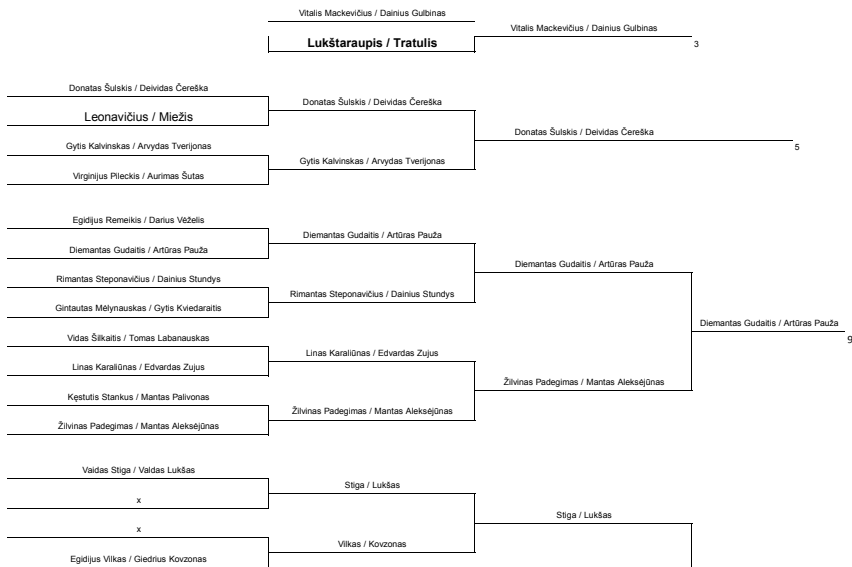 Vitalis Mackevičius / Dainius Gulbinas
Vitalis Mackevičius / Dainius Gulbinas
Lukštaraupis / Tratulis
3
Donatas Šulskis / Deividas Čereška
Donatas Šulskis / Deividas Čereška
Leonavičius / Miežis
Donatas Šulskis / Deividas Čereška
5
Gytis Kalvinskas / Arvydas Tverijonas
Gytis Kalvinskas / Arvydas Tverijonas
Virginijus Pileckis / Aurimas Šutas
Egidijus Remeikis / Darius Vėželis
Diemantas Gudaitis / Artūras Pauža
Diemantas Gudaitis / Artūras Pauža
Diemantas Gudaitis / Artūras Pauža
Rimantas Steponavičius / Dainius Stundys
Rimantas Steponavičius / Dainius Stundys
Gintautas Mėlynauskas / Gytis Kviedaraitis
Diemantas Gudaitis / Artūras Pauža
9
Vidas Šilkaitis / Tomas Labanauskas
Linas Karaliūnas / Edvardas Zujus
Linas Karaliūnas / Edvardas Zujus
Žilvinas Padegimas / Mantas Aleksėjūnas
Kęstutis Stankus / Mantas Palivonas
Žilvinas Padegimas / Mantas Aleksėjūnas
Žilvinas Padegimas / Mantas Aleksėjūnas
Vaidas Stiga / Valdas Lukšas
Stiga / Lukšas
x
Stiga / Lukšas
x
Vilkas / Kovzonas
Egidijus Vilkas / Giedrius Kovzonas